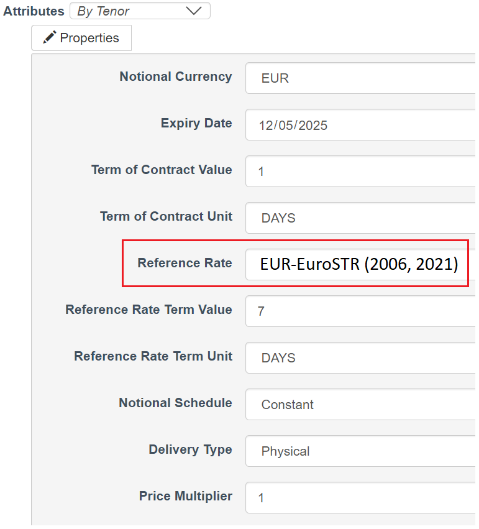 Attributes By Tenor
Properties
Notional Currency EUR
Expiry Date 12/05/2025
Term of Contract Value 1
Term of Contract Unit DAYS
Reference Rate EUR-EuroSTR (2006, 2021)
Reference Rate Term Value 7
Reference Rate Term Unit DAYS
Notional Schedule Constant
Delivery Type Physical
Price Multiplier 1